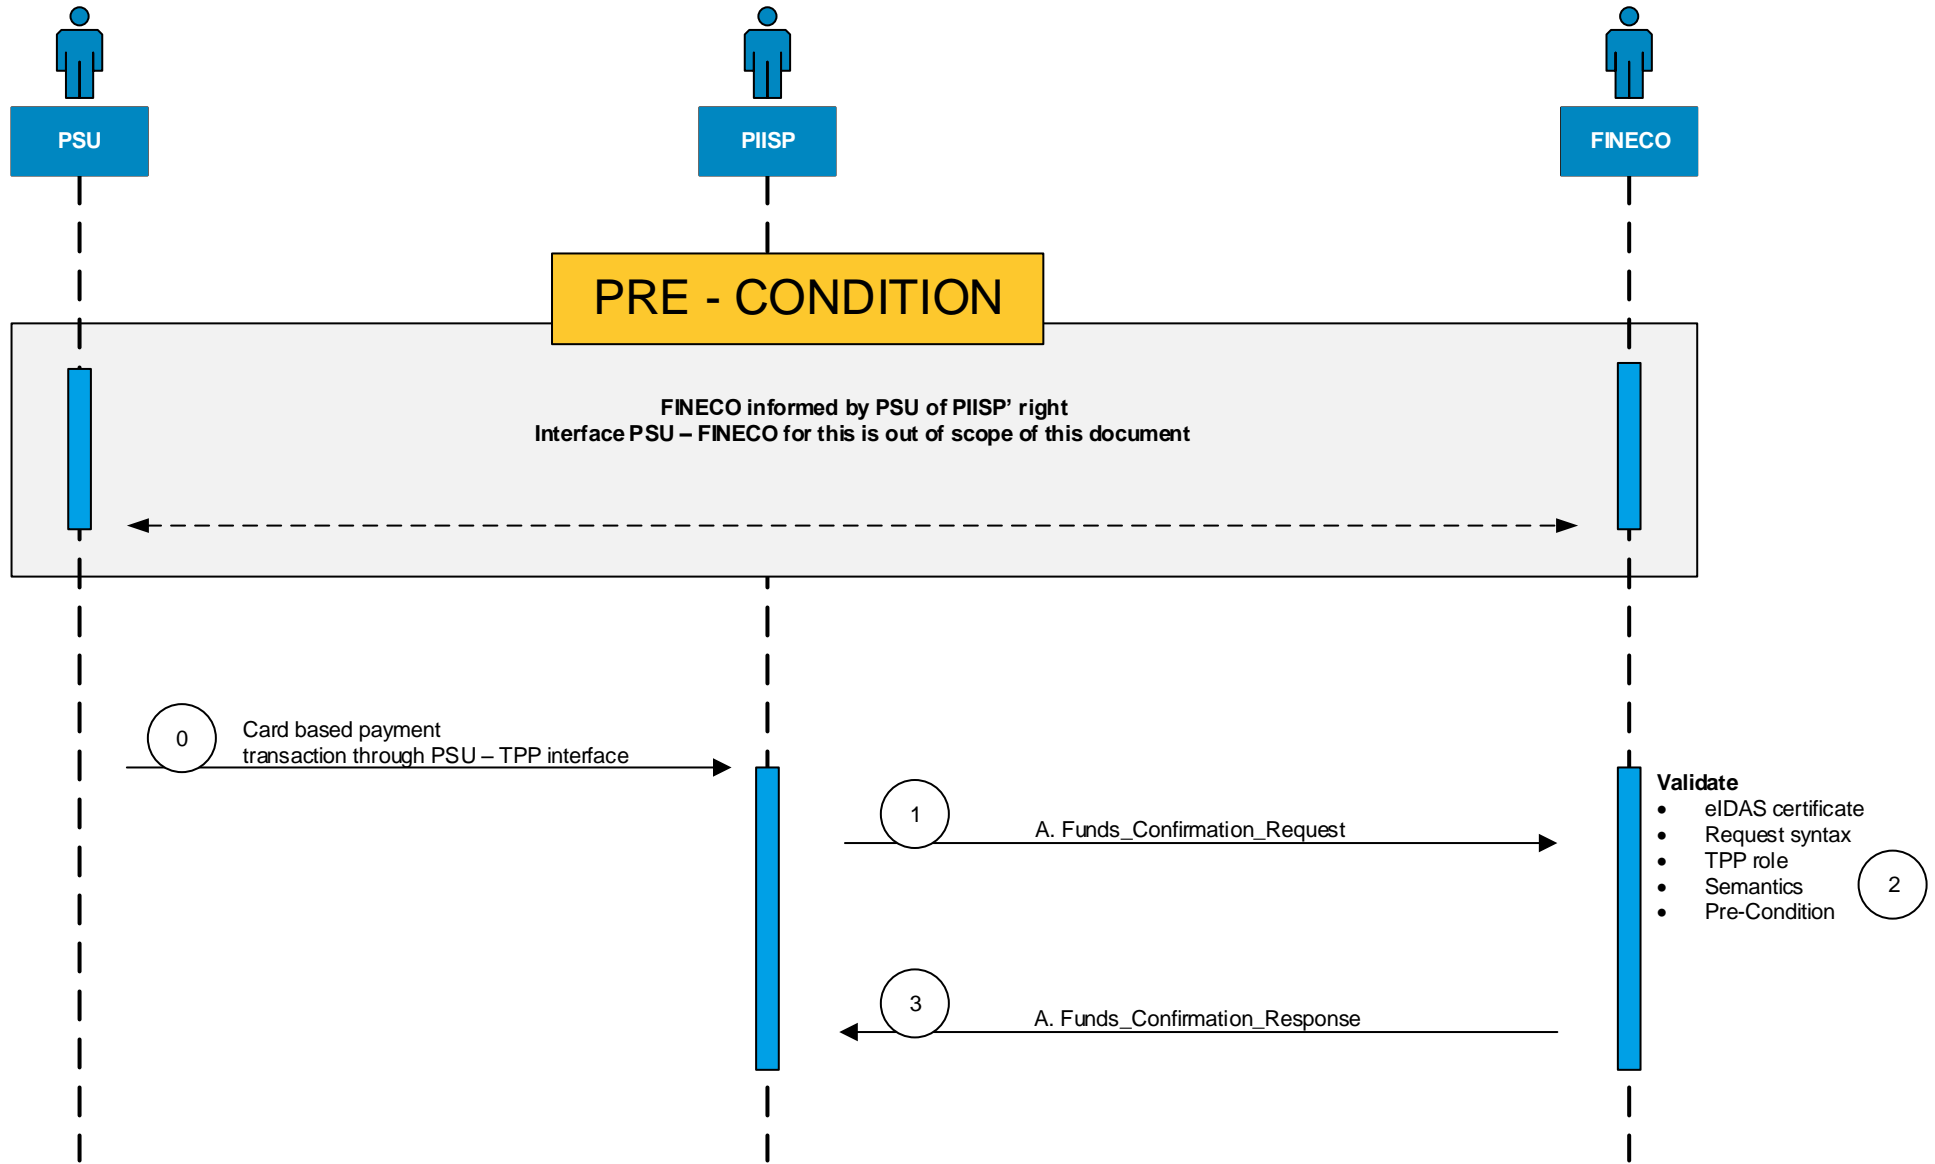 PSU
PIISP
FINECO
PRE - CONDITION
FINECO informed by PSU of PIISP’ right
Interface PSU – FINECO for this is out of scope of this document
0
Card based payment
transaction through PSU – TPP interface
1
A. Funds_Confirmation_Request
Validate
• eIDAS certificate
• Request syntax
• TPP role
• Semantics
• Pre-Condition
2
3
A. Funds_Confirmation_Response